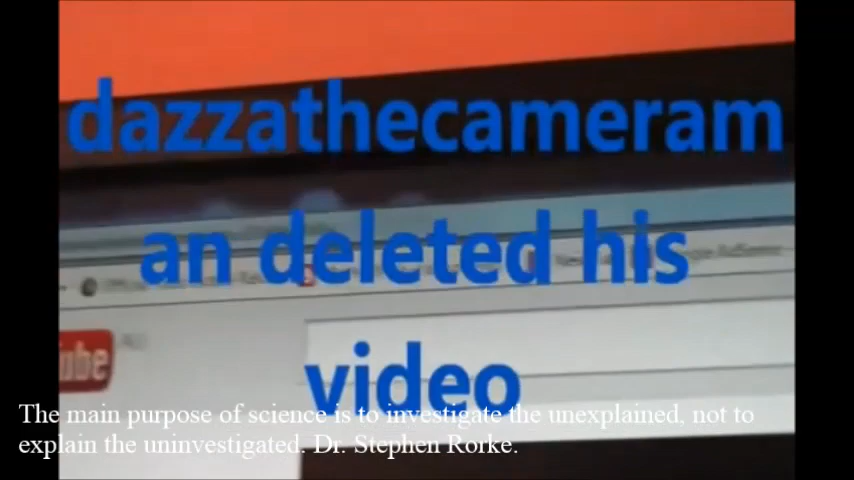 dazzathecameram
an deleted his
video
ube
The main purpose of science is to investigate the unexplained, not to
explain the uninvestigated. Dr. Stephen Rorke.